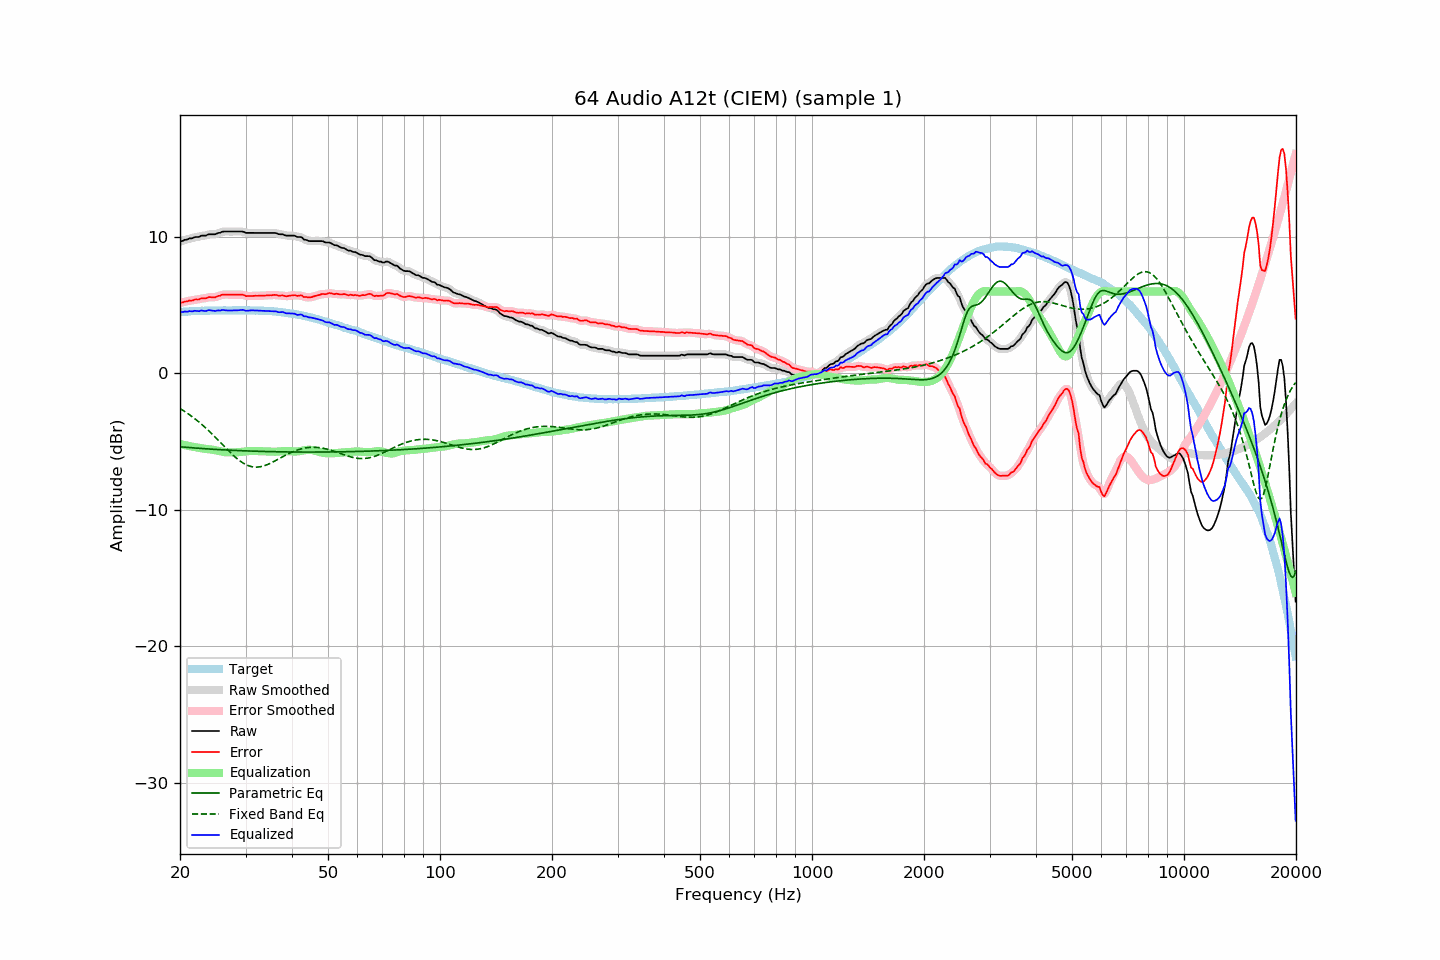 64 Audio A12t (CIEM) (sample 1)
Amplitude (dBr)
10
0
−10
−20
−30
Target
Raw Smoothed
Error Smoothed
Raw
Error
Equalization
Parametric Eq
Fixed Band Eq
Equalized
20 50 100 200 500 1000 2000 5000 10000 20000
Frequency (Hz)